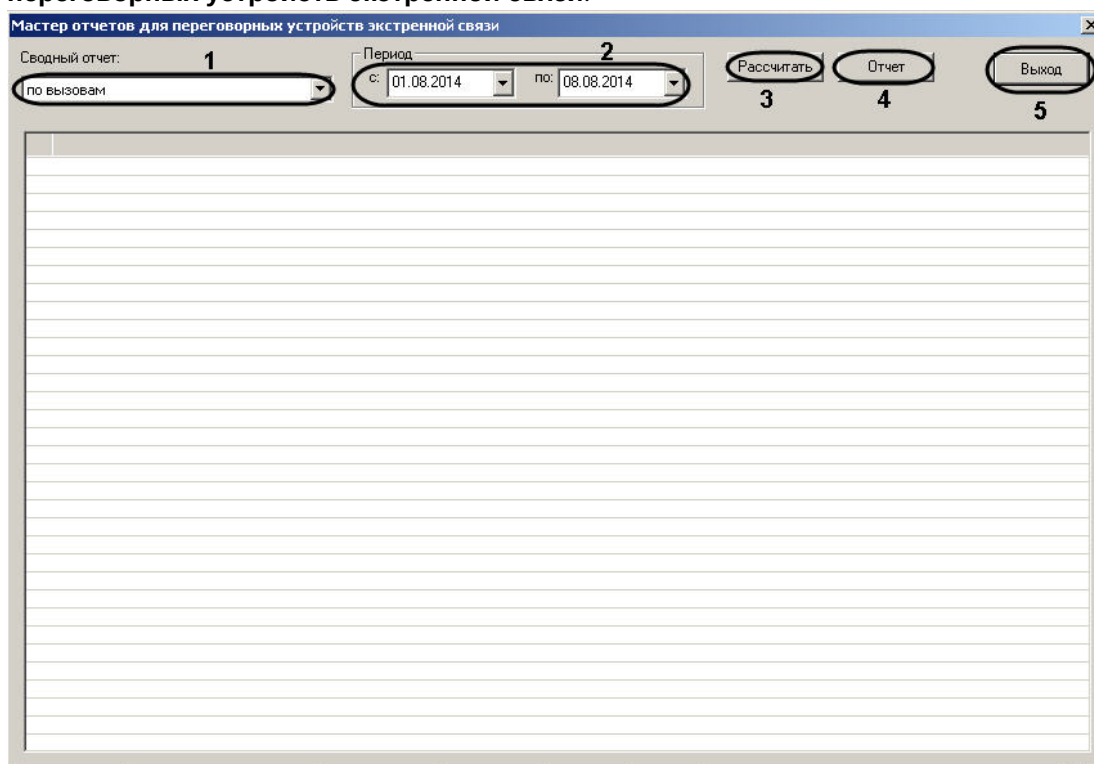 переговорных устройств экстренной связи.
Мастер отчетов для переговорных устройств экстренной связи
Сводный отчет:
1
по вызовам
Период
2
с: 01.08.2014 по: 08.08.2014
Рассчитать
3
Отчет
4
Выход
5